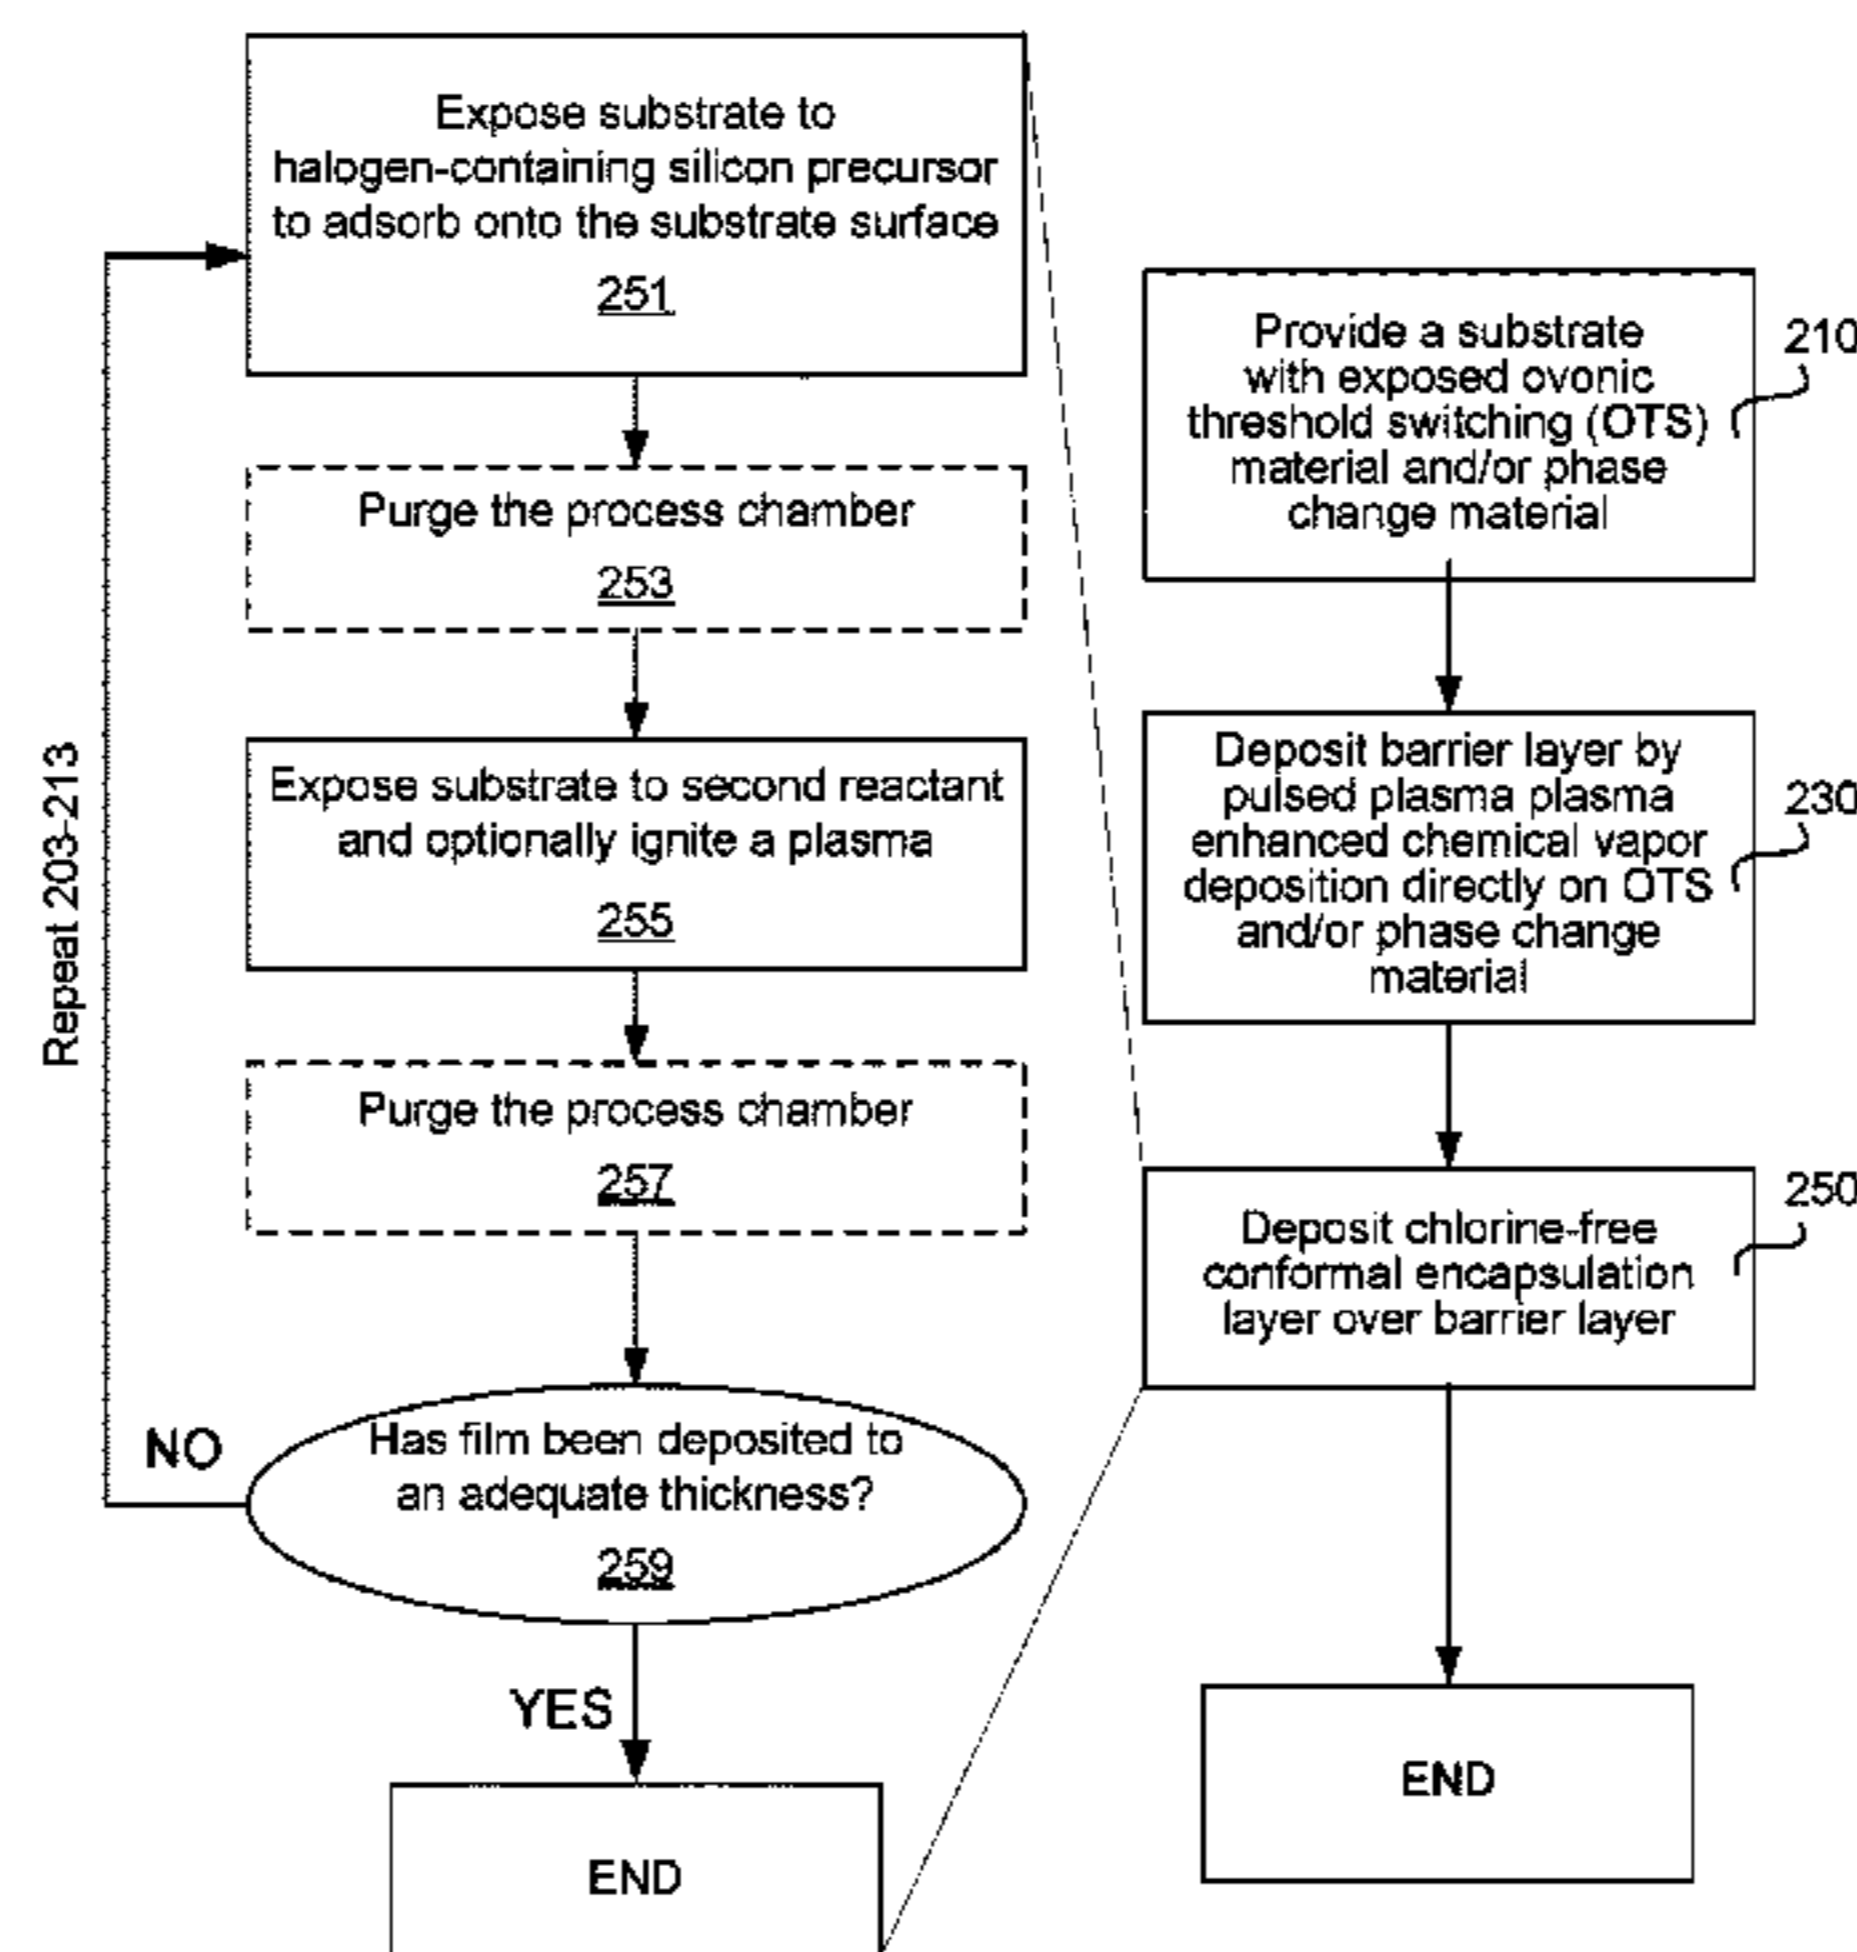 Expose substrate to
halogen-containing silicon precursor
to adsorb onto the substrate surface
251
Purge the process chamber
253
Expose substrate to second reactant
and optionally ignite a plasma
255
Purge the process chamber
257
Has film been deposited to
an adequate thickness?
259
NO
Repeat 203-213
YES
END
Provide a substrate
with exposed ovonic
threshold switching (OTS)
material and/or phase
change material
210
Deposit barrier layer by
pulsed plasma plasma
enhanced chemical vapor
deposition directly on OTS
and/or phase change
material
230
Deposit chlorine-free
conformal encapsulation
layer over barrier layer
250
END